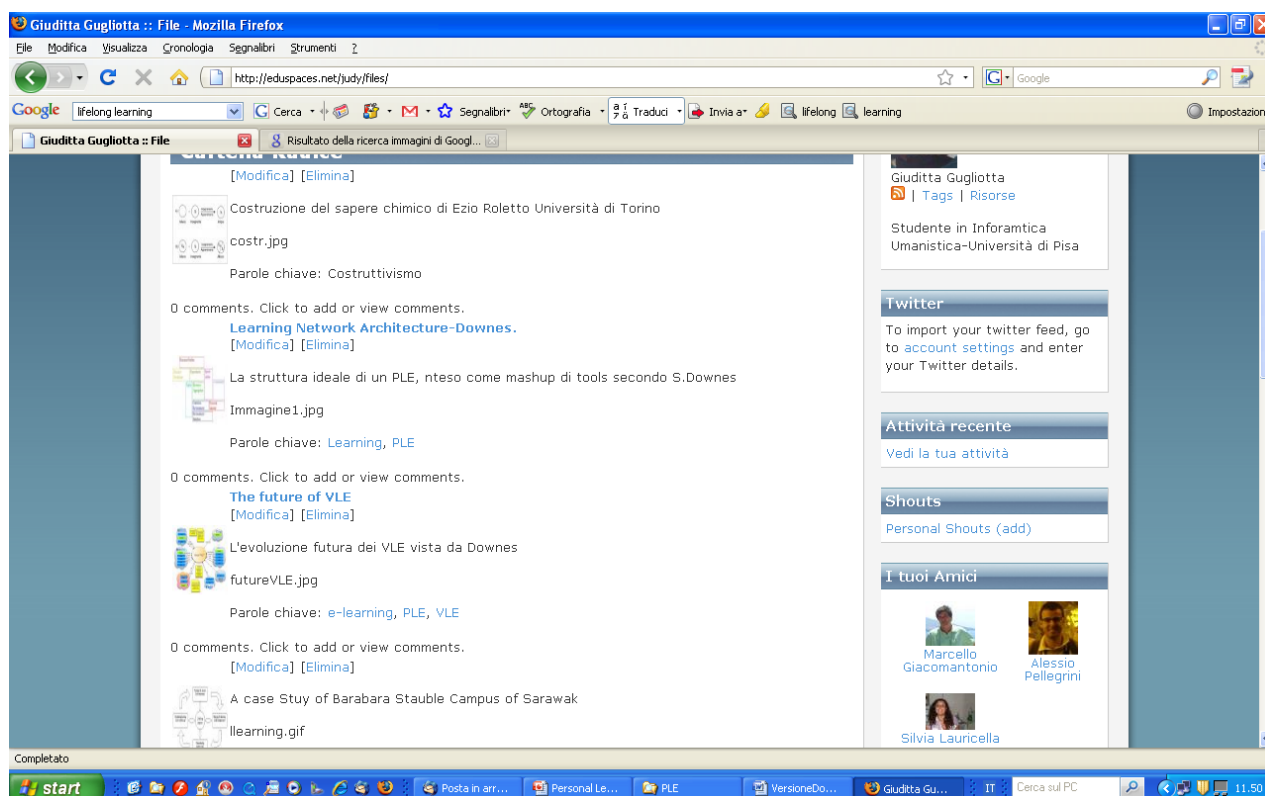 Giuditta Gugliotta :: File - Mozilla Firefox
File Modifica Visualizza Cronologia Segnalibri Strumenti ?
http://eduspaces.net/judy/files/
G Google
Google lifelong learning G Cerca Segnalibri ABC Ortografia Traduci Invia a lifelong learning Impostazion
Giuditta Gugliotta :: File
Risultato della ricerca immagini di Googl...
Cartella Radice
[Modifica] [Elimina]
Costruzione del sapere chimico di Ezio Roletto Università di Torino
costr.jpg
Parole chiave: Costruttivismo
0 comments. Click to add or view comments.
Learning Network Architecture-Downes.
[Modifica] [Elimina]
La struttura ideale di un PLE, nteso come mashup di tools secondo S.Downes
Immagine1.jpg
Parole chiave: Learning, PLE
0 comments. Click to add or view comments.
The future of VLE
[Modifica] [Elimina]
L'evoluzione futura dei VLE vista da Downes
futureVLE.jpg
Parole chiave: e-learning, PLE, VLE
0 comments. Click to add or view comments.
[Modifica] [Elimina]
A case Stuy of Barabara Stauble Campus of Sarawak
llearning.gif
Giuditta Gugliotta
| Tags | Risorse
Studente in Inforamtica
Umanistica-Università di Pisa
Twitter
To import your twitter feed, go
to account settings and enter
your Twitter details.
Attività recente
Vedi la tua attività
Shouts
Personal Shouts (add)
I tuoi Amici
Marcello
Giacomantonio
Alessio
Pellegrini
Silvia Lauricella
Completato
start Posta in arr... Personal Le... PLE VersioneDo... Giuditta Gu... IT Cerca sul PC 11.50